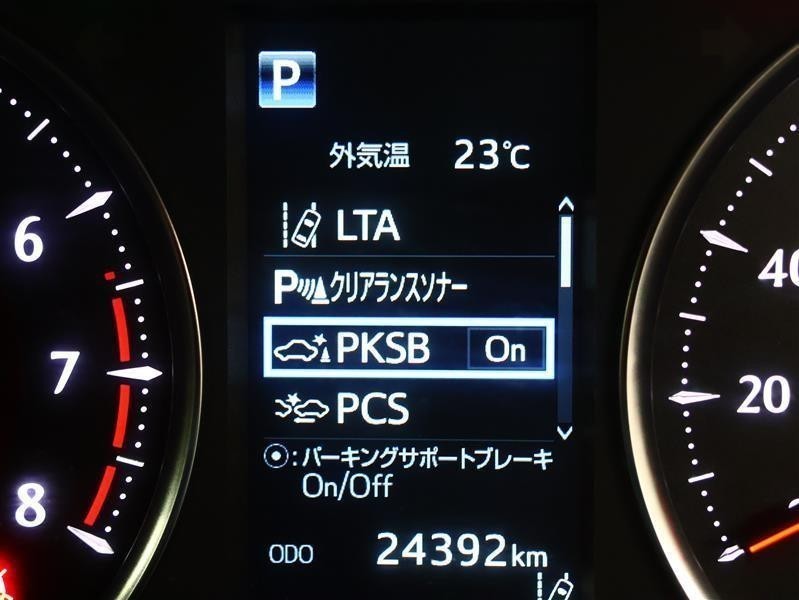 P
外気温 23℃
LTA
Pクリアランスソナー
PKSB On
PCS
:パーキングサポートブレーキ
On/Off
ODO 24392km
6
7
8
40
20